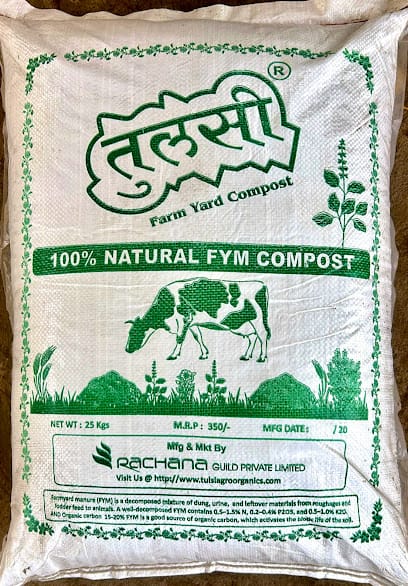 तुलसी ®
Farm Yard Compost
100% NATURAL FYM COMPOST
NET WT : 25 Kgs M.R.P : 350/- MFG DATE : /20
Mfg & Mkt By
RACHANA GUILD PRIVATE LIMITED
Visit Us @ http//www.tulsiagroorganics.com
Farmyard manure (FYM) is a decomposed mixture of dung, urine, and leftover materials from roughages and
fodder feed to animals. A well-decomposed FYM contains 0.5–1.5% N, 0.2–0.4% P2O5, and 0.5–1.0% K2O.
AND Organic carbon 15-20% FYM is a good source of organic carbon, which activates the biotic life of the soil.